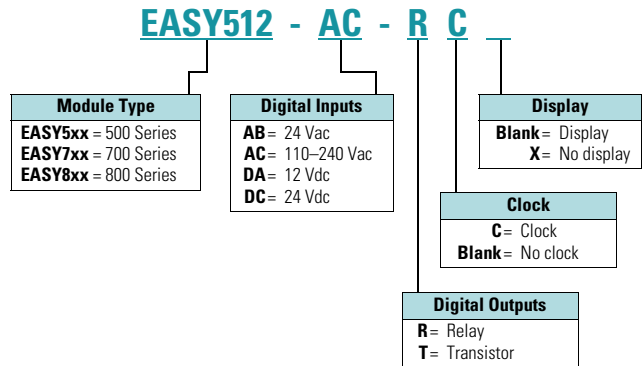 EASY512 - AC - R C
Module Type
EASY5xx = 500 Series
EASY7xx = 700 Series
EASY8xx = 800 Series
Digital Inputs
AB = 24 Vac
AC = 110–240 Vac
DA = 12 Vdc
DC = 24 Vdc
Display
Blank = Display
X = No display
Clock
C = Clock
Blank = No clock
Digital Outputs
R = Relay
T = Transistor